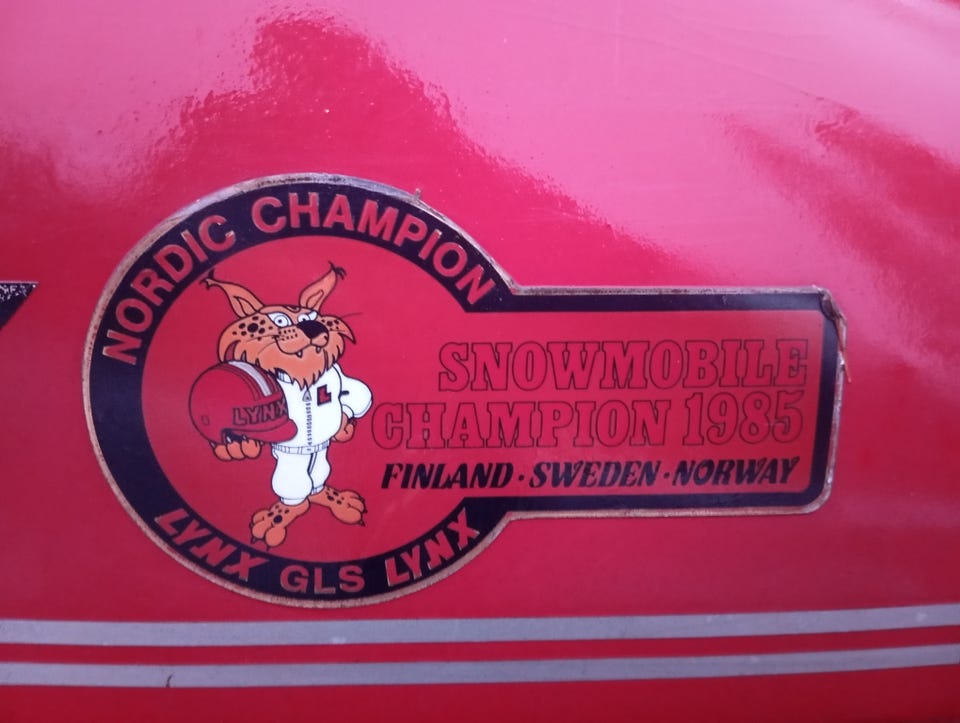 NORDIC CHAMPION
LYNX
L
SNOWMOBILE
CHAMPION 1985
FINLAND · SWEDEN · NORWAY
LYNX GLS LYNX